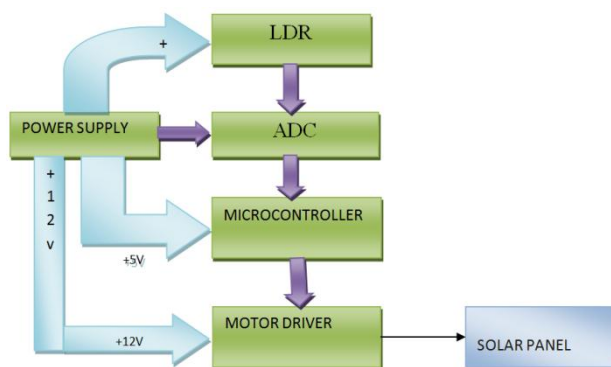 +
LDR
POWER SUPPLY
ADC
+
1
2
v
MICROCONTROLLER
+5V
+12V
MOTOR DRIVER
SOLAR PANEL